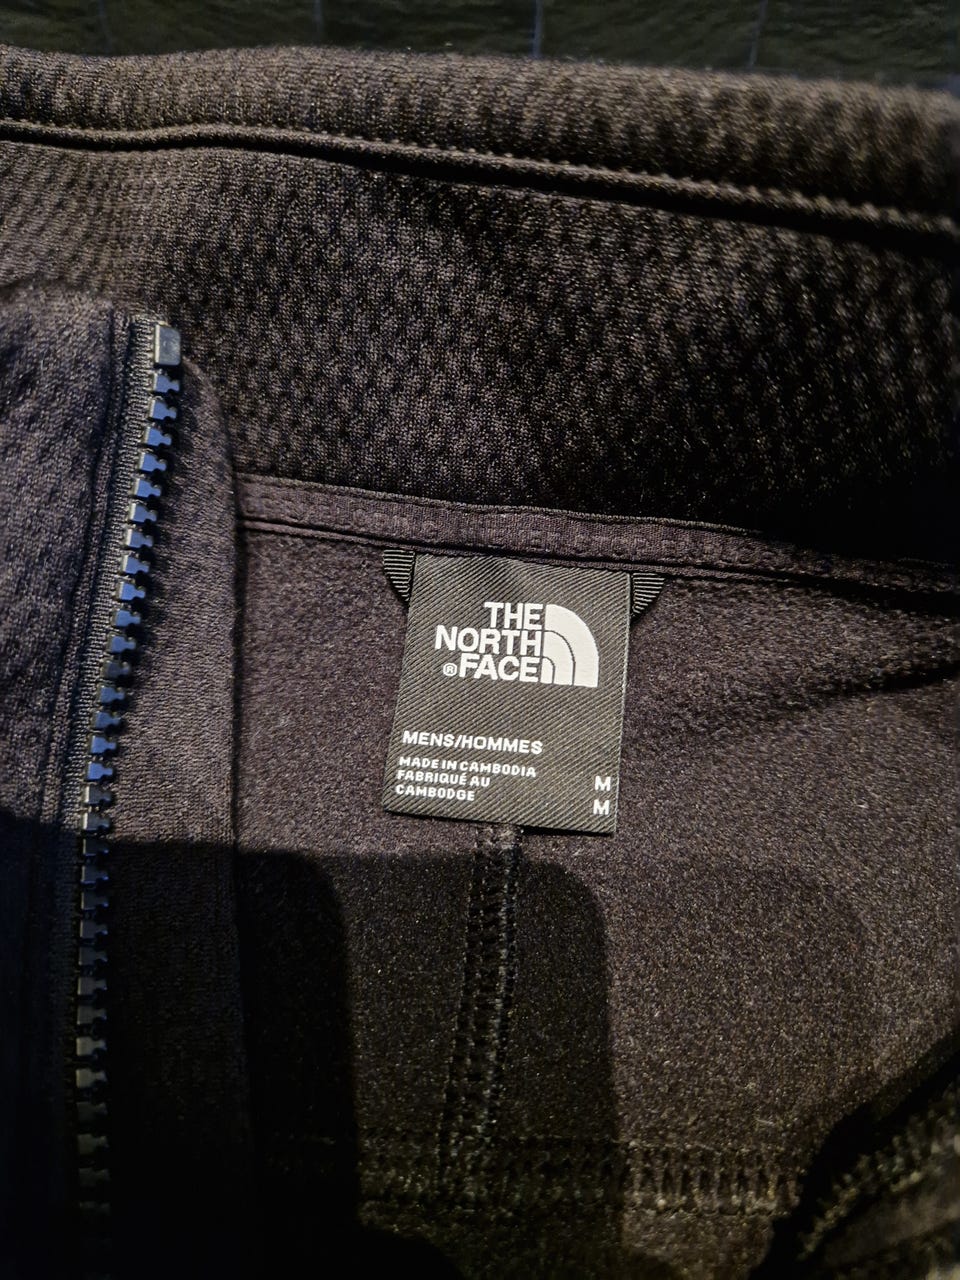 THE
NORTH
®FACE
MENS/HOMMES
MADE IN CAMBODIA
FABRIQUÉ AU
CAMBODGE
M
M